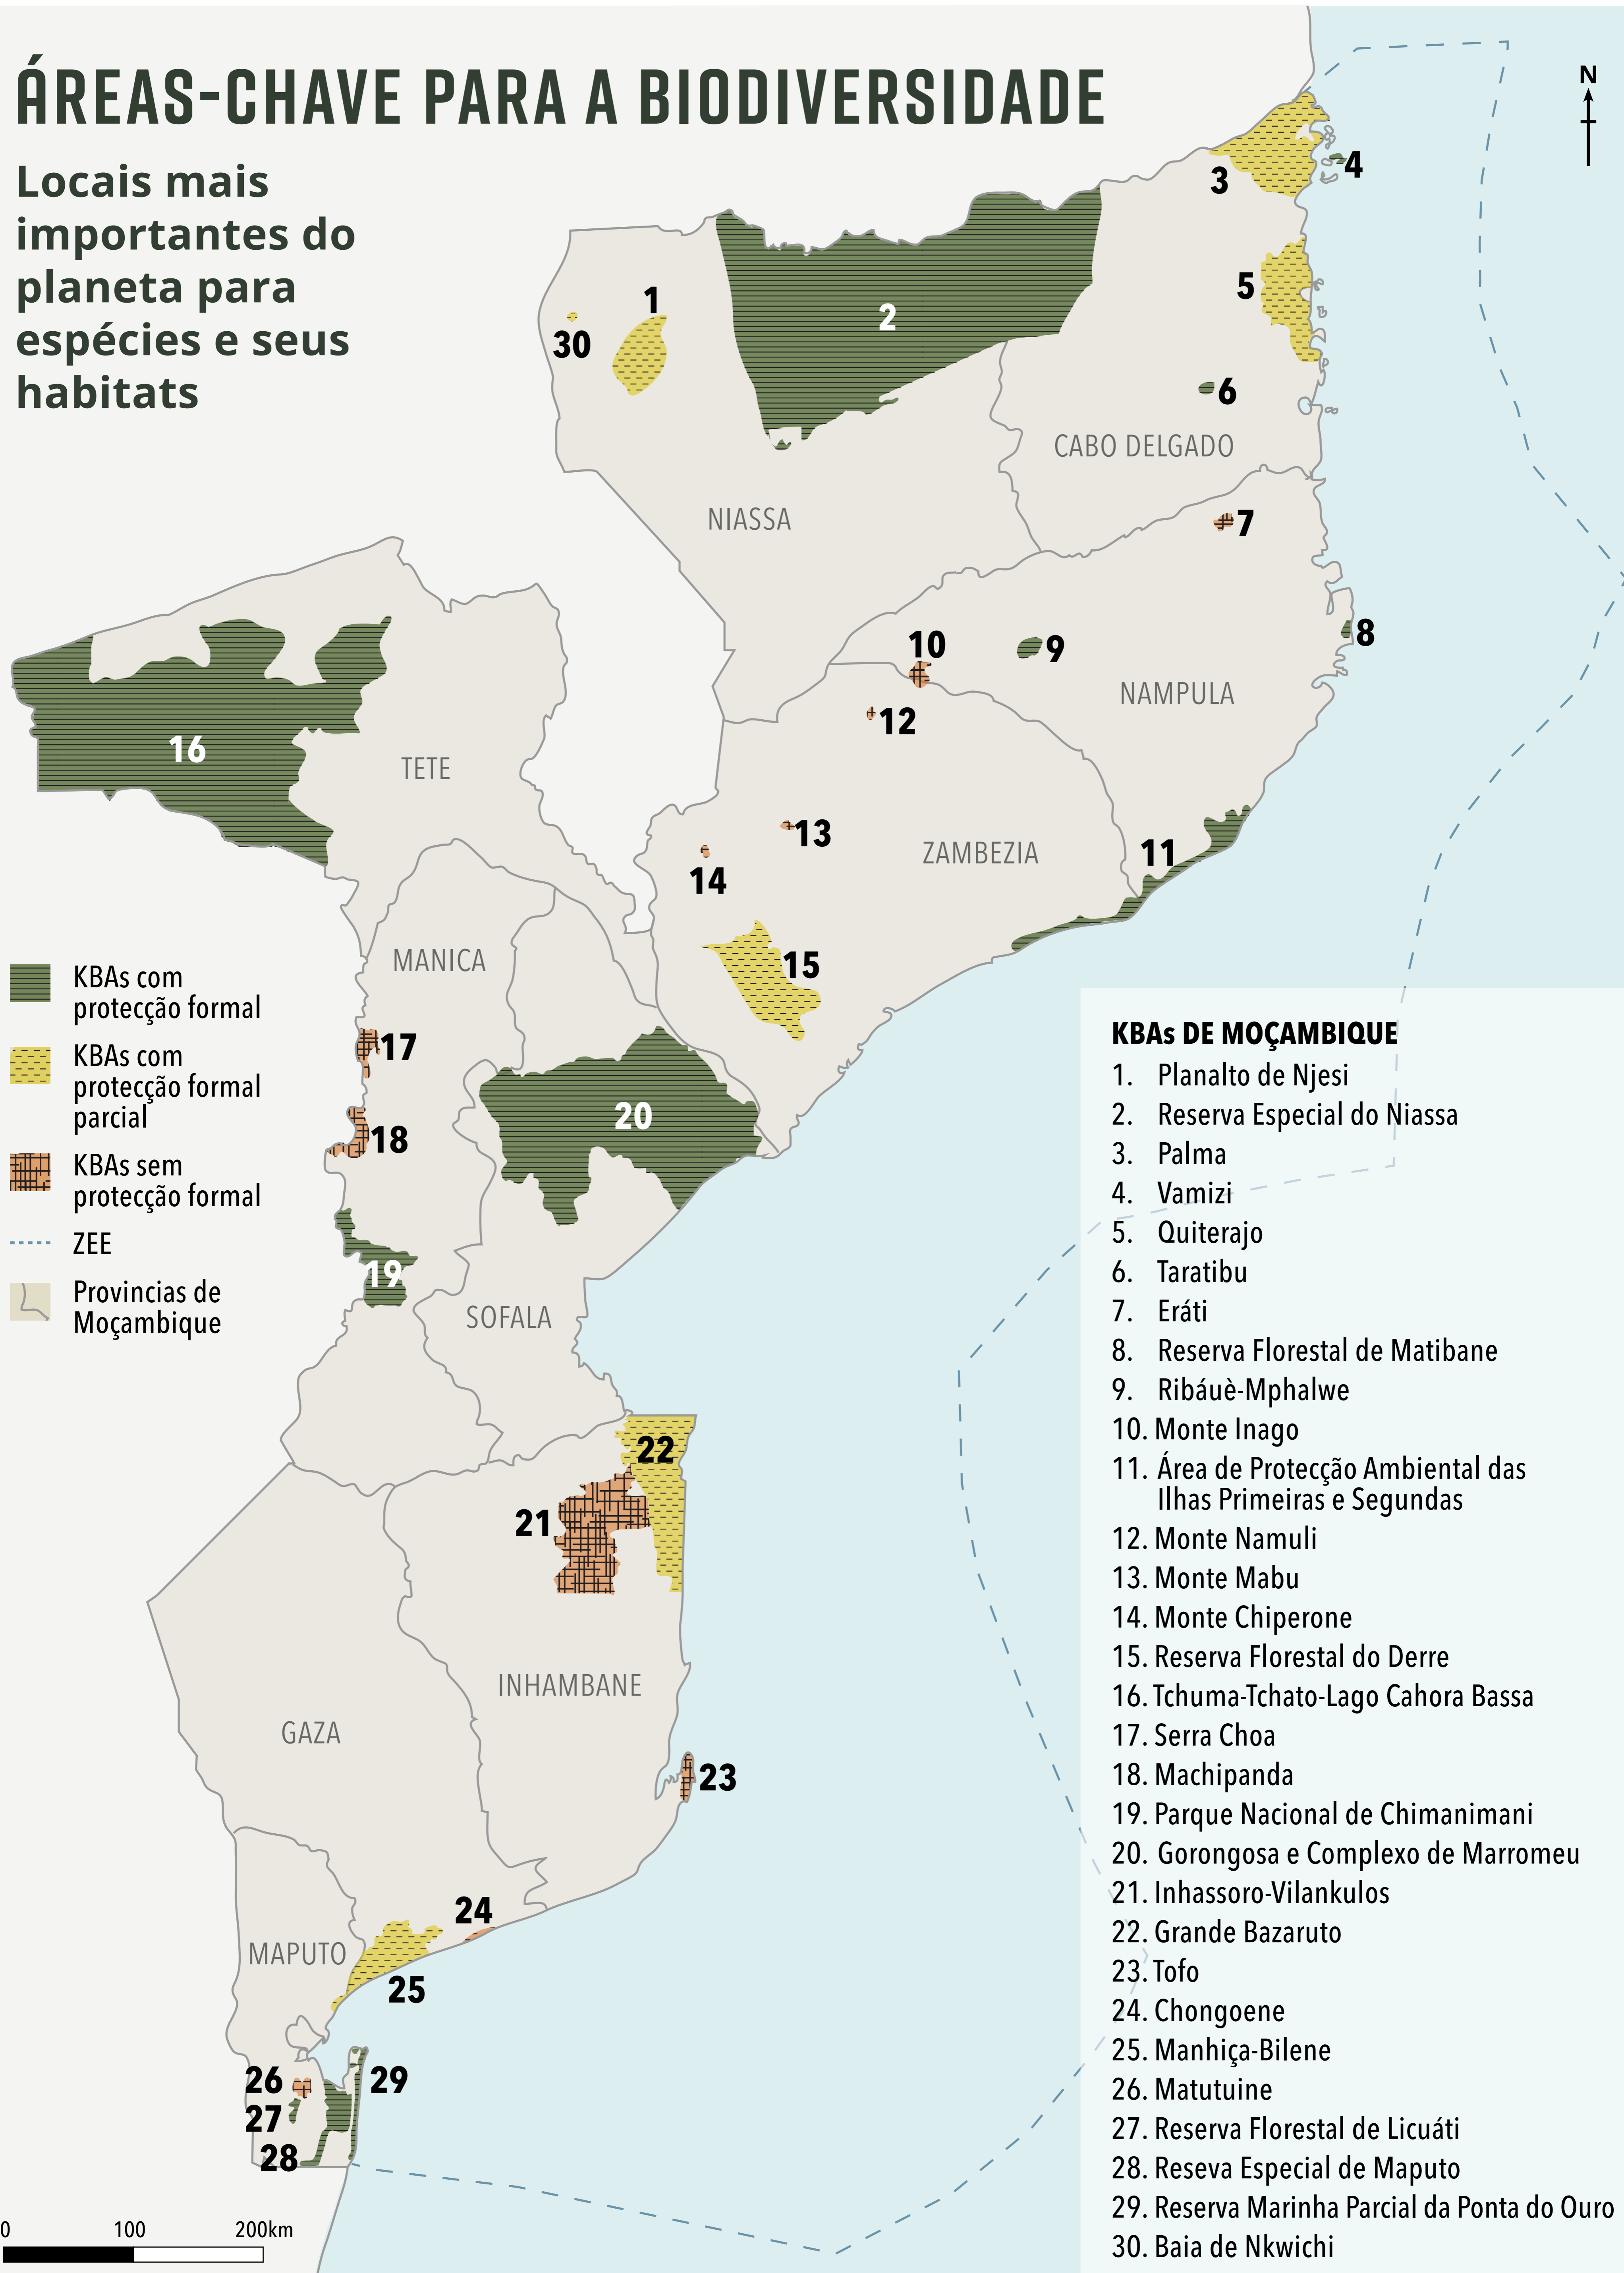 ÁREAS-CHAVE PARA A BIODIVERSIDADE
Locais mais
importantes do
planeta para
espécies e seus
habitats
N
1
2
3
4
5
6
7
8
9
10
11
12
13
14
15
16
17
18
19
20
21
22
23
24
25
26
27
28
29
30
CABO DELGADO
NIASSA
NAMPULA
TETE
ZAMBEZIA
MANICA
SOFALA
INHAMBANE
GAZA
MAPUTO
KBAs com
protecção formal
KBAs com
protecção formal
parcial
KBAs sem
protecção formal
ZEE
Provincias de
Moçambique
KBAs DE MOÇAMBIQUE
1. Planalto de Njesi
2. Reserva Especial do Niassa
3. Palma
4. Vamizi
5. Quiterajo
6. Taratibu
7. Eráti
8. Reserva Florestal de Matibane
9. Ribáuè-Mphalwe
10. Monte Inago
11. Área de Protecção Ambiental das
Ilhas Primeiras e Segundas
12. Monte Namuli
13. Monte Mabu
14. Monte Chiperone
15. Reserva Florestal do Derre
16. Tchuma-Tchato-Lago Cahora Bassa
17. Serra Choa
18. Machipanda
19. Parque Nacional de Chimanimani
20. Gorongosa e Complexo de Marromeu
21. Inhassoro-Vilankulos
22. Grande Bazaruto
23. Tofo
24. Chongoene
25. Manhiça-Bilene
26. Matutuine
27. Reserva Florestal de Licuáti
28. Reseva Especial de Maputo
29. Reserva Marinha Parcial da Ponta do Ouro
30. Baia de Nkwichi
0 100 200km